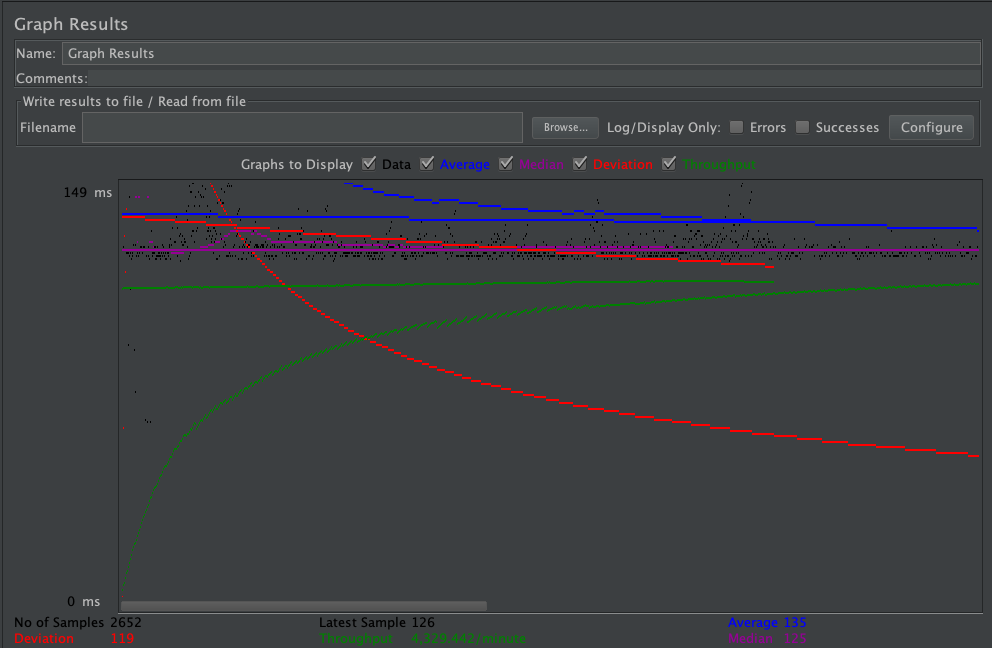 Graph Results
Name: Graph Results
Comments:
Write results to file / Read from file
Filename Browse... Log/Display Only: Errors Successes Configure
Graphs to Display Data Average Median Deviation Throughput
149 ms
0 ms
No of Samples 2652 Latest Sample 126 Average 135
Deviation 119 Throughput 4,329.442/minute Median